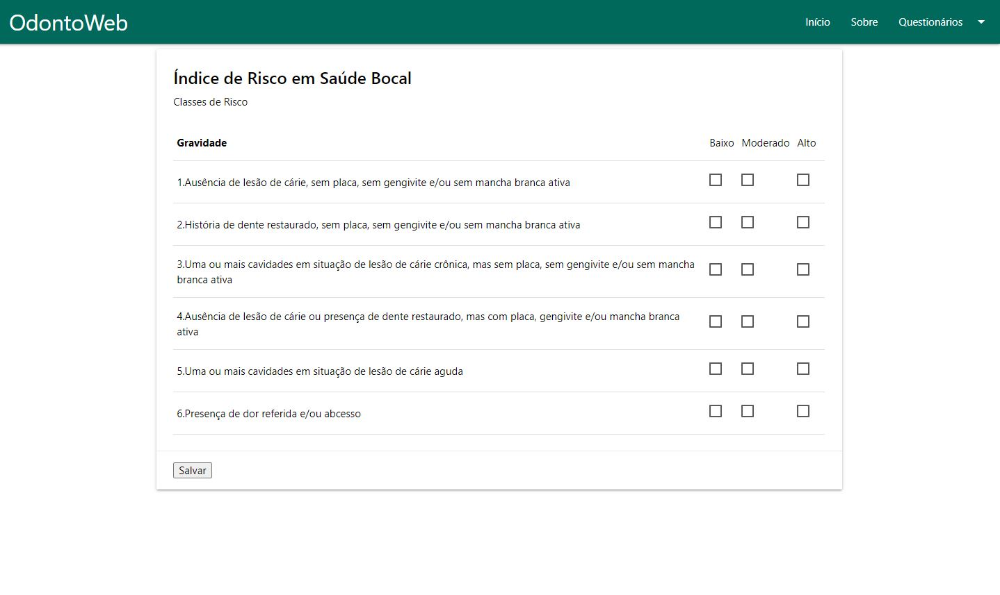 OdontoWeb
Início Sobre Questionários
Índice de Risco em Saúde Bocal
Classes de Risco
Gravidade Baixo Moderado Alto
1.Ausência de lesão de cárie, sem placa, sem gengivite e/ou sem mancha branca ativa
2.História de dente restaurado, sem placa, sem gengivite e/ou sem mancha branca ativa
3.Uma ou mais cavidades em situação de lesão de cárie crônica, mas sem placa, sem gengivite e/ou sem mancha
branca ativa
4.Ausência de lesão de cárie ou presença de dente restaurado, mas com placa, gengivite e/ou mancha branca
ativa
5.Uma ou mais cavidades em situação de lesão de cárie aguda
6.Presença de dor referida e/ou abcesso
Salvar